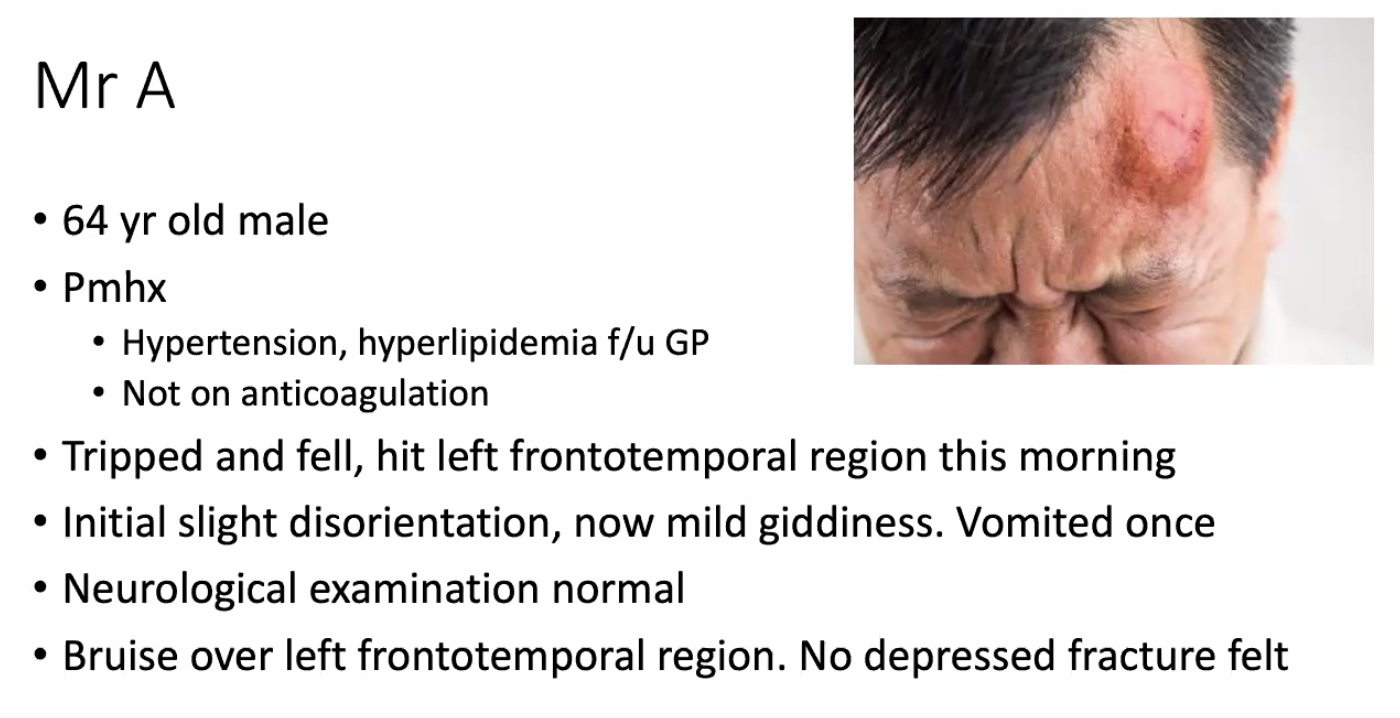 Mr A
• 64 yr old male
• Pmhx
• Hypertension, hyperlipidemia f/u GP
• Not on anticoagulation
• Tripped and fell, hit left frontotemporal region this morning
• Initial slight disorientation, now mild giddiness. Vomited once
• Neurological examination normal
• Bruise over left frontotemporal region. No depressed fracture felt